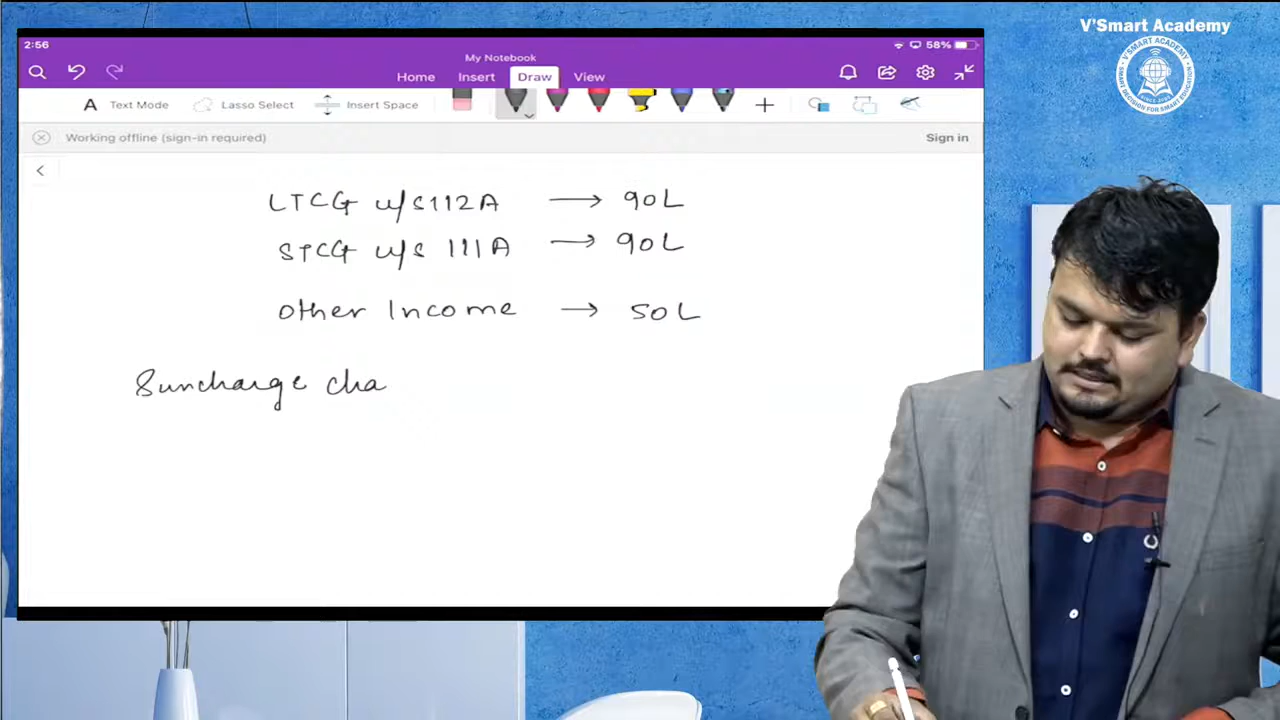 V'Smart Academy
2:56
58%
My Notebook
Home Insert Draw View
A Text Mode Lasso Select Insert Space
Working offline (sign-in required) Sign in
LTCG u/s 112A → 90L
STCG u/s 111A → 90L
Other Income → 50L
Surcharge cha